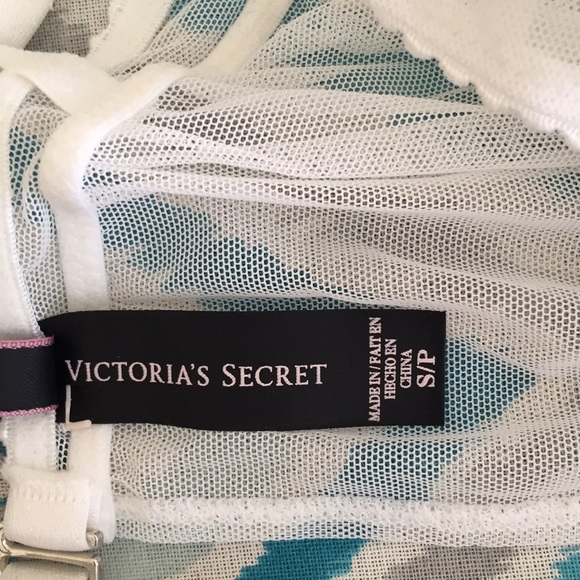 VICTORIA'S SECRET
MADE IN / FAIT EN
HECHO EN
CHINA
S/P